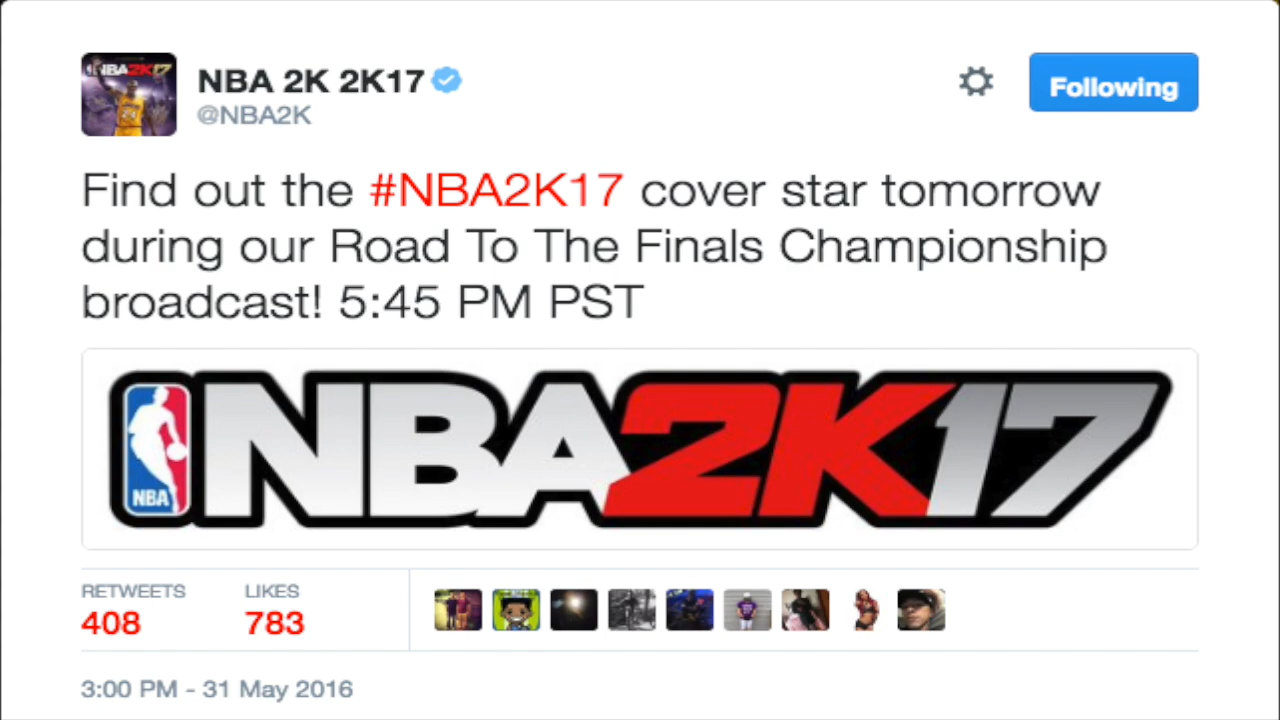 NBA 2K 2K17
@NBA2K
Following
Find out the #NBA2K17 cover star tomorrow
during our Road To The Finals Championship
broadcast! 5:45 PM PST
NBA NBA2K17
RETWEETS LIKES
408 783
3:00 PM - 31 May 2016